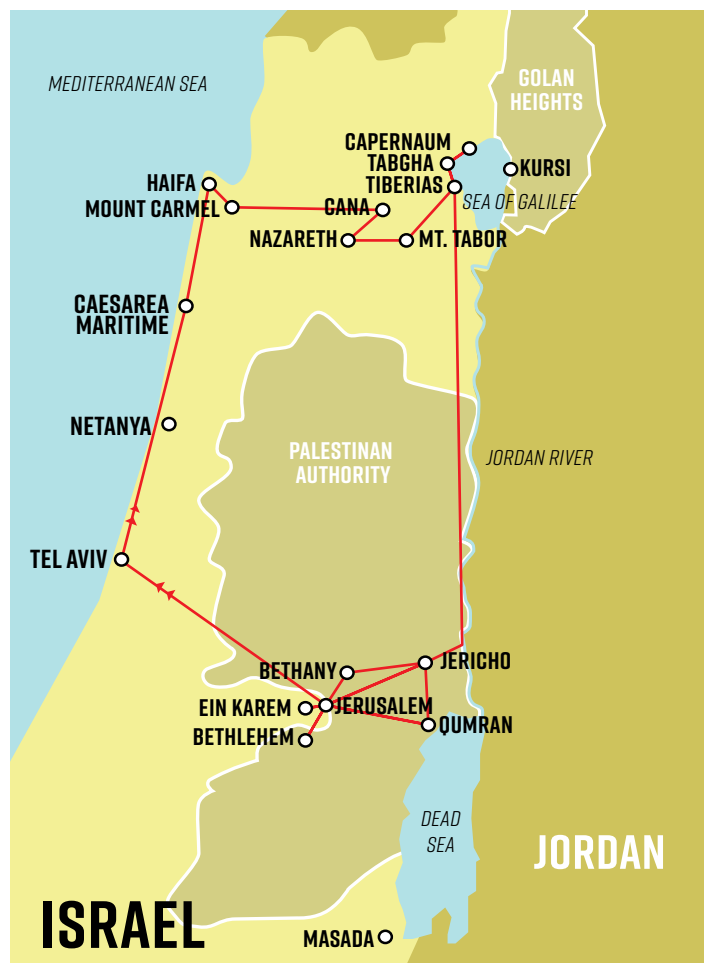 MEDITERRANEAN SEA
GOLAN
HEIGHTS
CAPERNAUM
TABGHA
KURSI
TIBERIAS
HAIFA
SEA OF GALILEE
MOUNT CARMEL
CANA
NAZARETH
MT. TABOR
CAESAREA
MARITIME
NETANYA
PALESTINAN
AUTHORITY
JORDAN RIVER
TEL AVIV
JERICHO
BETHANY
EIN KAREM
JERUSALEM
QUMRAN
BETHLEHEM
DEAD
SEA
JORDAN
ISRAEL
MASADA